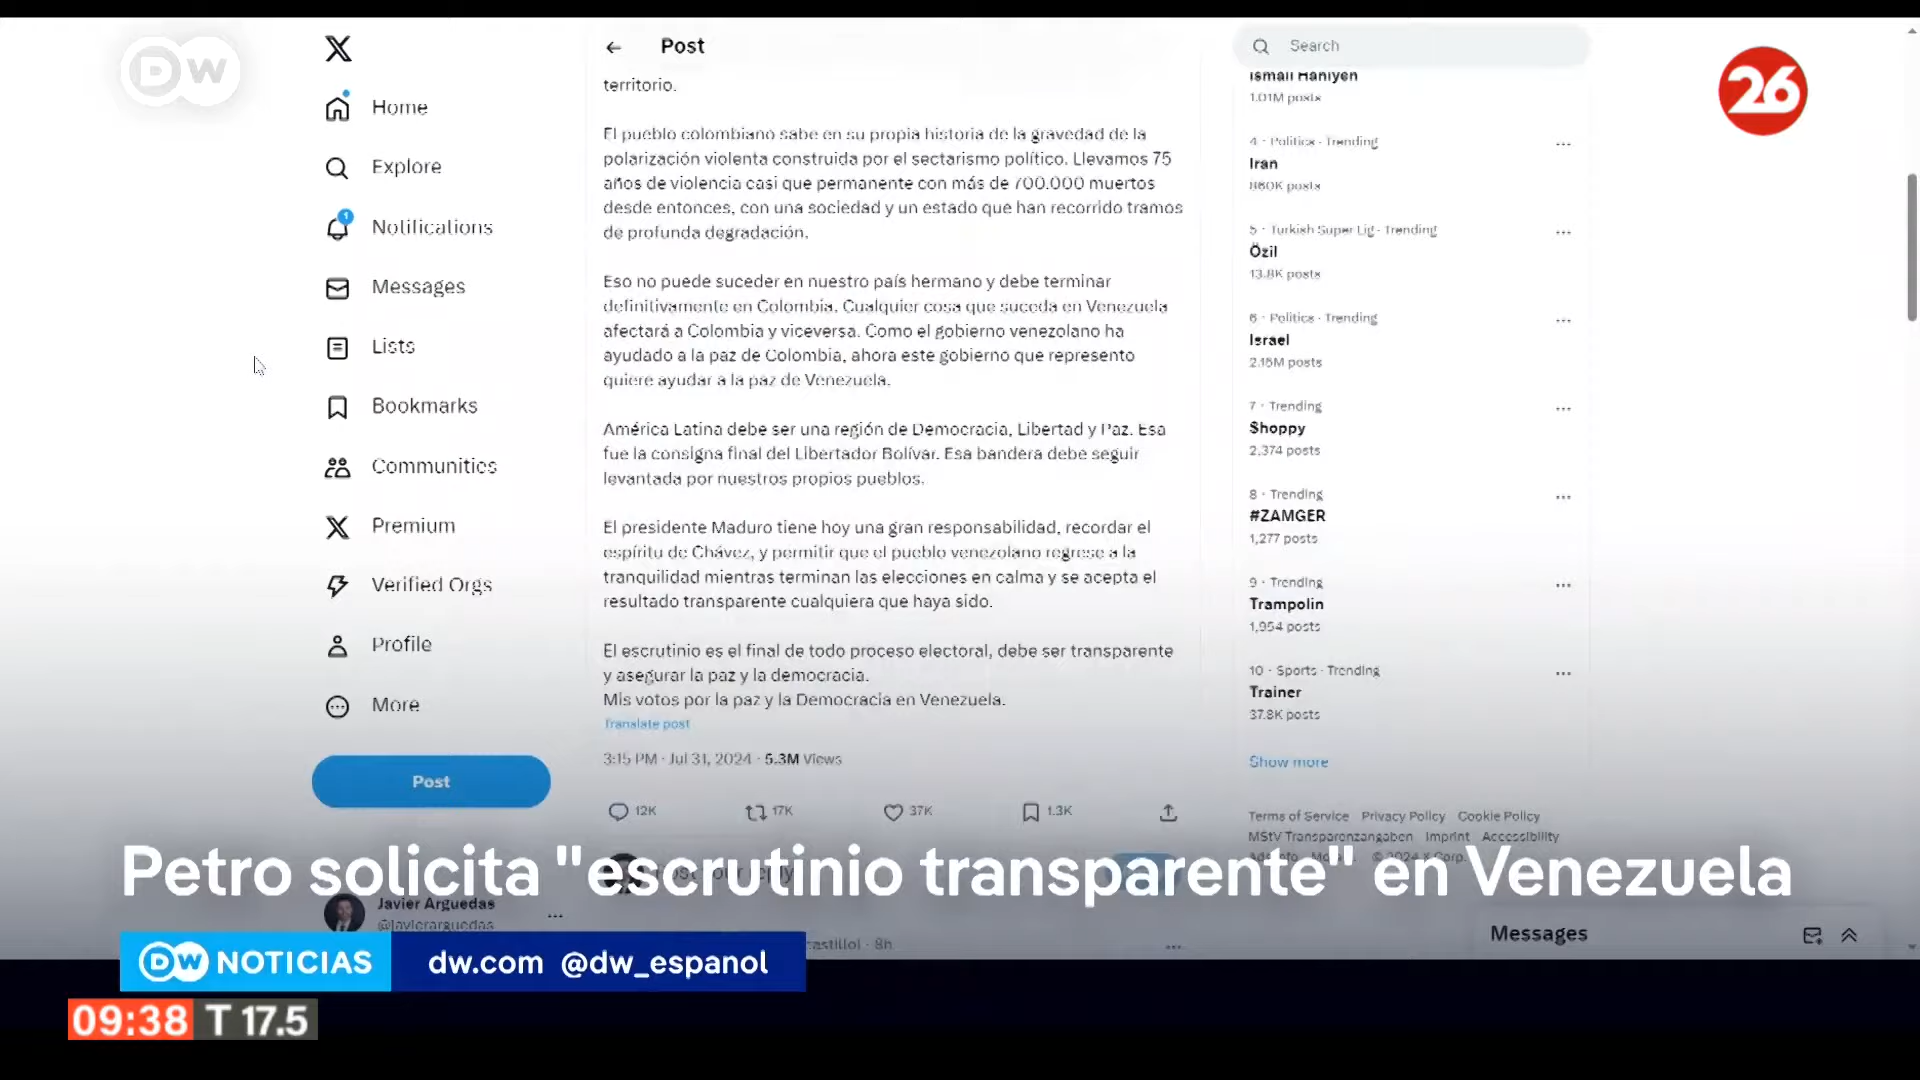 DW
26
Home
Explore
1
Notifications
Messages
Lists
Bookmarks
Communities
Premium
Verified Orgs
Profile
More
Post
Javier Arguedas
@javierarguedas
Post
territorio.
El pueblo colombiano sabe en su propia historia de la gravedad de la
polarización violenta construida por el sectarismo político. Llevamos 75
años de violencia casi que permanente con más de 700.000 muertos
desde entonces, con una sociedad y un estado que han recorrido tramos
de profunda degradación.
Eso no puede suceder en nuestro país hermano y debe terminar
definitivamente en Colombia. Cualquier cosa que suceda en Venezuela
afectará a Colombia y viceversa. Como el gobierno venezolano ha
ayudado a la paz de Colombia, ahora este gobierno que represento
quiere ayudar a la paz de Venezuela.
América Latina debe ser una región de Democracia, Libertad y Paz. Esa
fue la consigna final del Libertador Bolívar. Esa bandera debe seguir
levantada por nuestros propios pueblos.
El presidente Maduro tiene hoy una gran responsabilidad, recordar el
espíritu de Chávez, y permitir que el pueblo venezolano regrese a la
tranquilidad mientras terminan las elecciones en calma y se acepta el
resultado transparente cualquiera que haya sido.
El escrutinio es el final de todo proceso electoral, debe ser transparente
y asegurar la paz y la democracia.
Mis votos por la paz y la Democracia en Venezuela.
Translate post
3:15 PM · Jul 31, 2024 · 5.3M Views
12K 17K 37K 1.3K
· 8h
Search
Ismail Haniyeh
1.01M posts
4 · Politics · Trending
Iran
860K posts
5 · Turkish Super Lig · Trending
Özil
13.8K posts
6 · Politics · Trending
Israel
2.15M posts
7 · Trending
$hoppy
2,374 posts
8 · Trending
#ZAMGER
1,277 posts
9 · Trending
Trampolin
1,954 posts
10 · Sports · Trending
Trainer
37.8K posts
Show more
Terms of Service Privacy Policy Cookie Policy
MStV Transparenzangaben Imprint Accessibility
© 2024 X Corp.
Messages
Petro solicita "escrutinio transparente" en Venezuela
DW NOTICIAS dw.com @dw_espanol
09:38 T 17.5